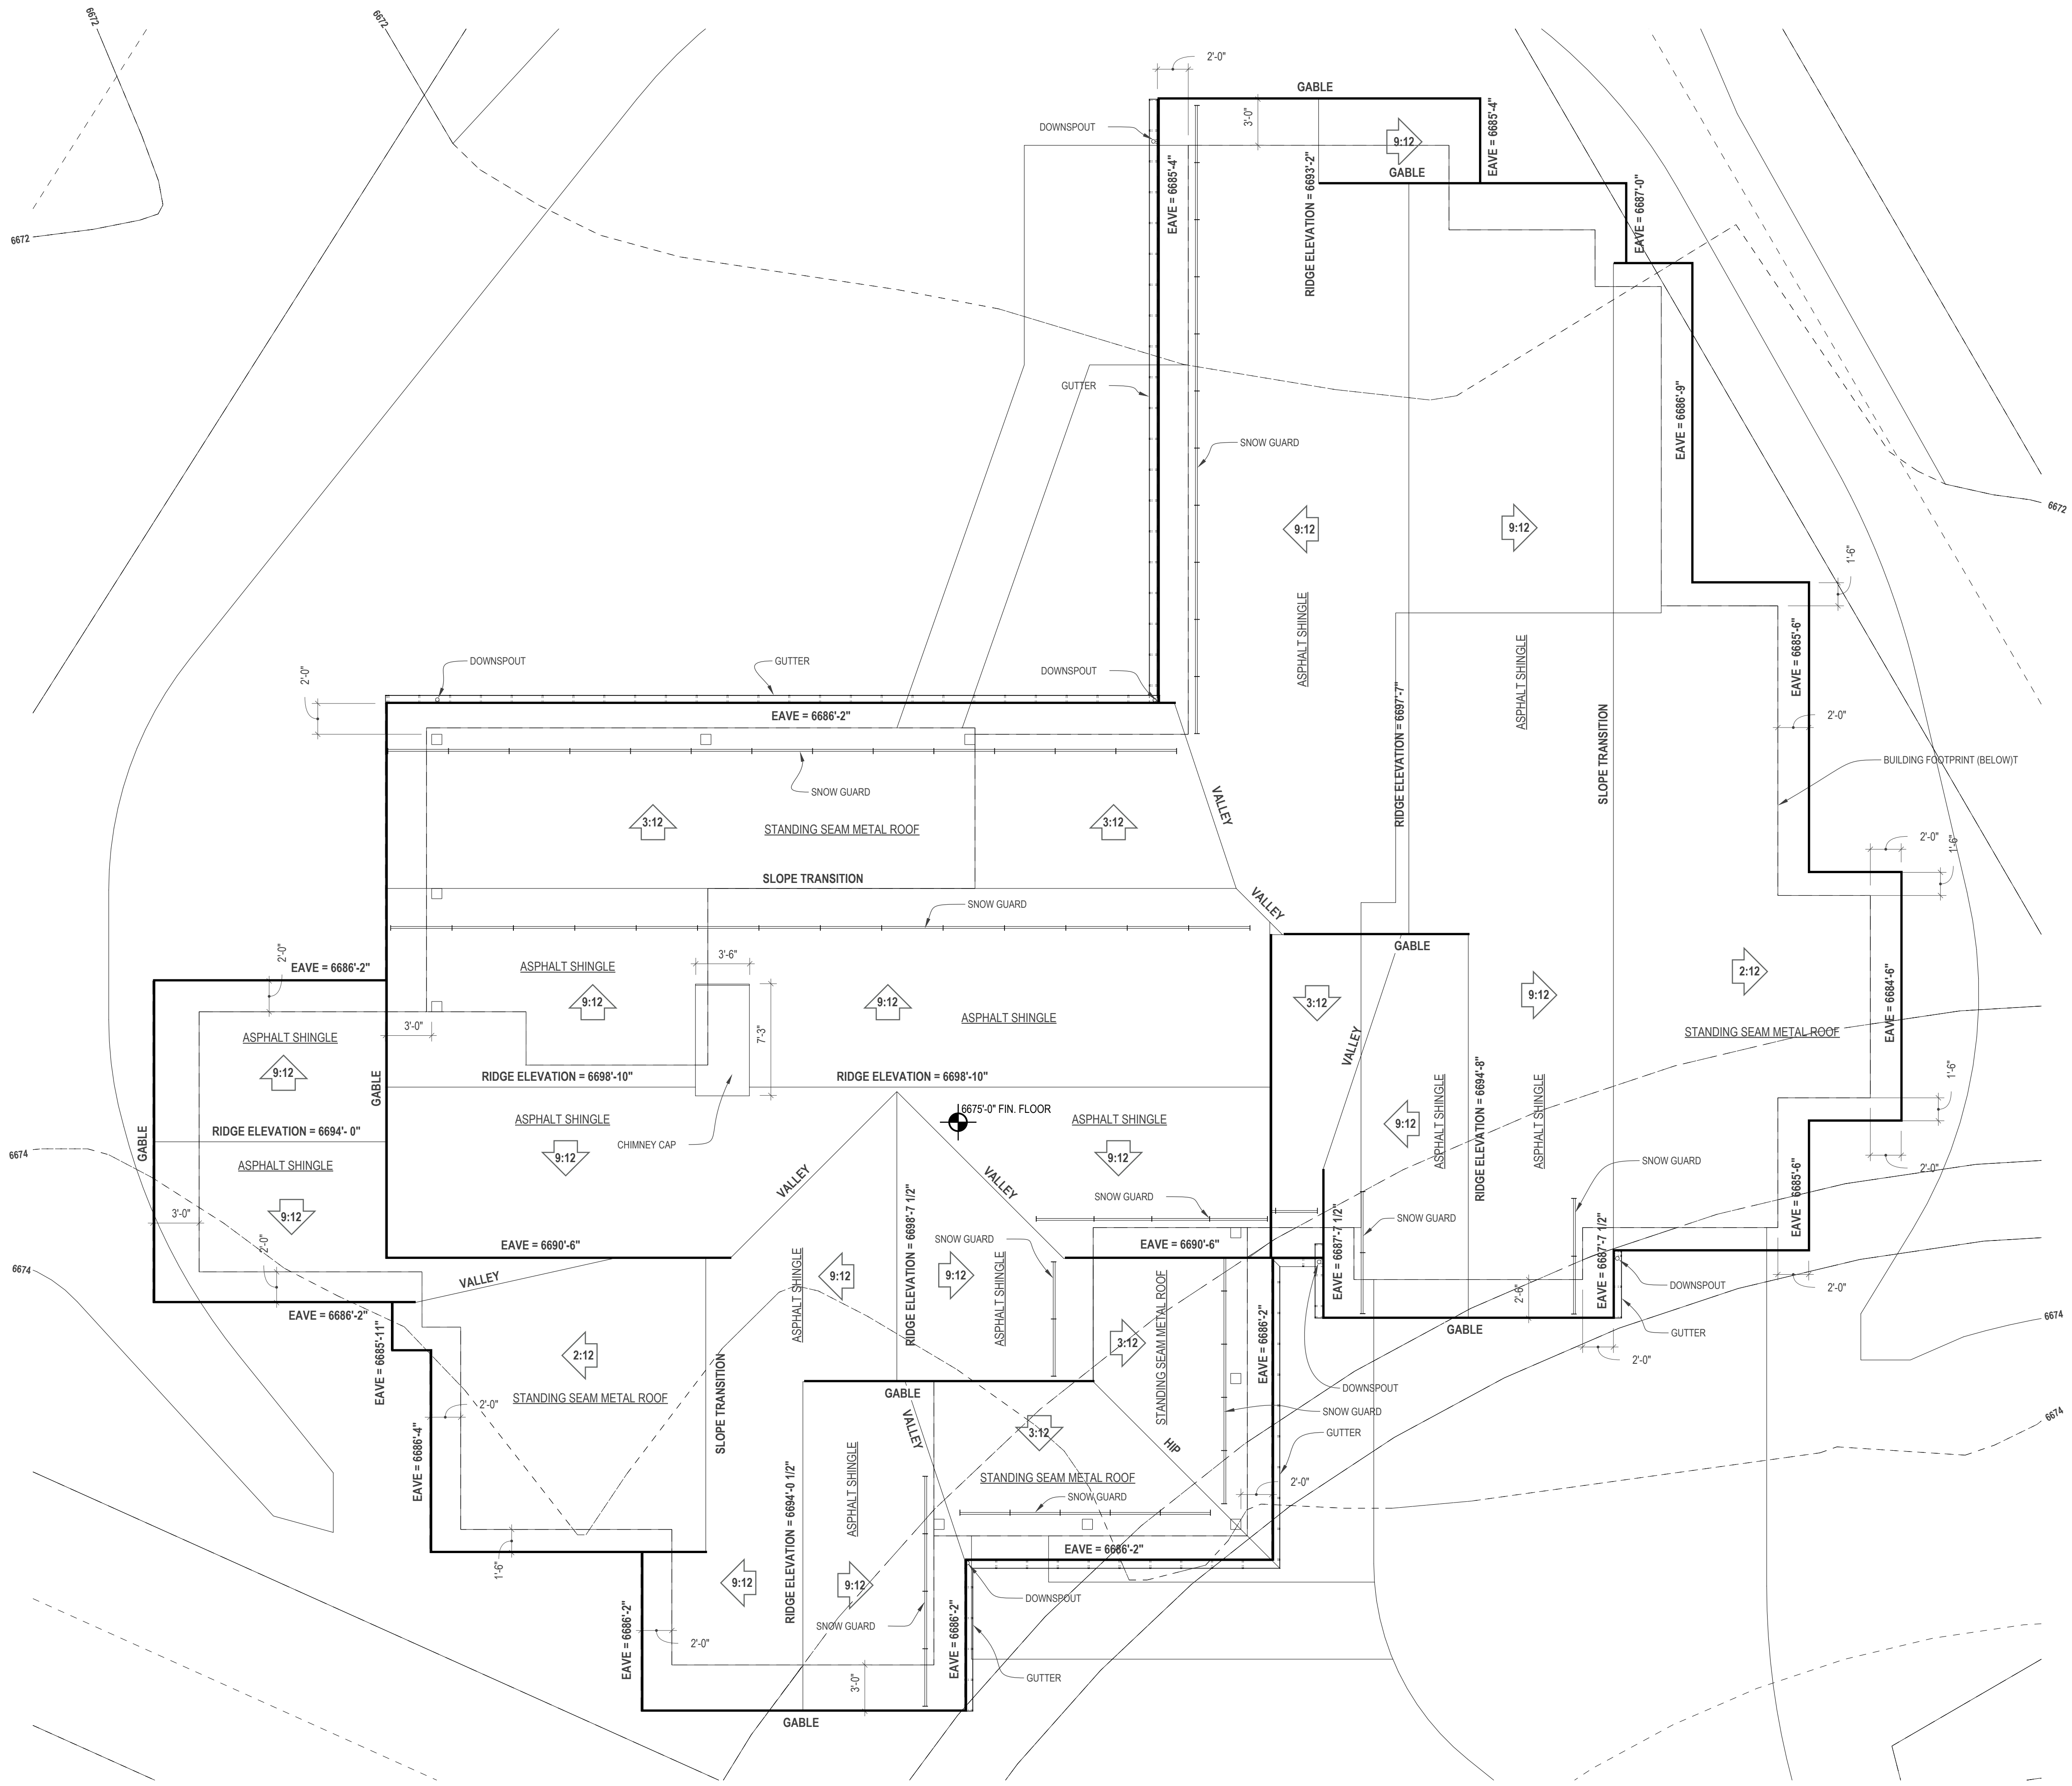 6672
6672
2'-0"
GABLE
3'-0"
EAVE = 6685'-4"
DOWNSPOUT
9:12
GABLE
EAVE = 6685'-4"
RIDGE ELEVATION = 6693'-2"
EAVE = 6687'-0"
6672
GUTTER
EAVE = 6686'-9"
SNOW GUARD
6672
9:12
9:12
1'-6"
ASPHALT SHINGLE
ASPHALT SHINGLE
EAVE = 6685'-6"
2'-0"
DOWNSPOUT
GUTTER
DOWNSPOUT
EAVE = 6686'-2"
RIDGE ELEVATION = 6697'-7"
SLOPE TRANSITION
2'-0"
BUILDING FOOTPRINT (BELOW)T
SNOW GUARD
VALLEY
3:12
STANDING SEAM METAL ROOF
3:12
2'-0"
1'-6"
SLOPE TRANSITION
VALLEY
SNOW GUARD
GABLE
2'-0"
EAVE = 6686'-2"
ASPHALT SHINGLE
3'-6"
9:12
9:12
7'-3"
ASPHALT SHINGLE
3:12
9:12
2:12
EAVE = 6684'-6"
STANDING SEAM METAL ROOF
ASPHALT SHINGLE
3'-0"
VALLEY
9:12
GABLE
RIDGE ELEVATION = 6698'-10"
RIDGE ELEVATION = 6698'-10"
RIDGE ELEVATION = 6694'-8"
1'-6"
ASPHALT SHINGLE
6675'-0" FIN. FLOOR
ASPHALT SHINGLE
9:12
ASPHALT SHINGLE
ASPHALT SHINGLE
GABLE
RIDGE ELEVATION = 6694'- 0"
CHIMNEY CAP
6674
ASPHALT SHINGLE
9:12
9:12
SNOW GUARD
2'-0"
VALLEY
VALLEY
SNOW GUARD
3'-0"
9:12
RIDGE ELEVATION = 6698'-7 1/2"
SNOW GUARD
EAVE = 6685'-6"
2'-0"
EAVE = 6690'-6"
SNOW GUARD
EAVE = 6690'-6"
EAVE = 6687'-7 1/2"
EAVE = 6687'-7 1/2"
6674
VALLEY
9:12
9:12
DOWNSPOUT
2'-0"
2'-6"
EAVE = 6686'-2"
ASPHALT SHINGLE
ASPHALT SHINGLE
STANDING SEAM METAL ROOF
EAVE = 6686'-2"
GABLE
GUTTER
6674
EAVE = 6685'-11"
2:12
3:12
2'-0"
STANDING SEAM METAL ROOF
SLOPE TRANSITION
GABLE
DOWNSPOUT
2'-0"
VALLEY
SNOW GUARD
6674
EAVE = 6686'-4"
3:12
HIP
GUTTER
ASPHALT SHINGLE
STANDING SEAM METAL ROOF
2'-0"
SNOW GUARD
RIDGE ELEVATION = 6694'-0 1/2"
1'-6"
EAVE = 6686'-2"
9:12
9:12
DOWNSPOUT
SNOW GUARD
EAVE = 6686'-2"
2'-0"
EAVE = 6686'-2"
3'-0"
GUTTER
GABLE